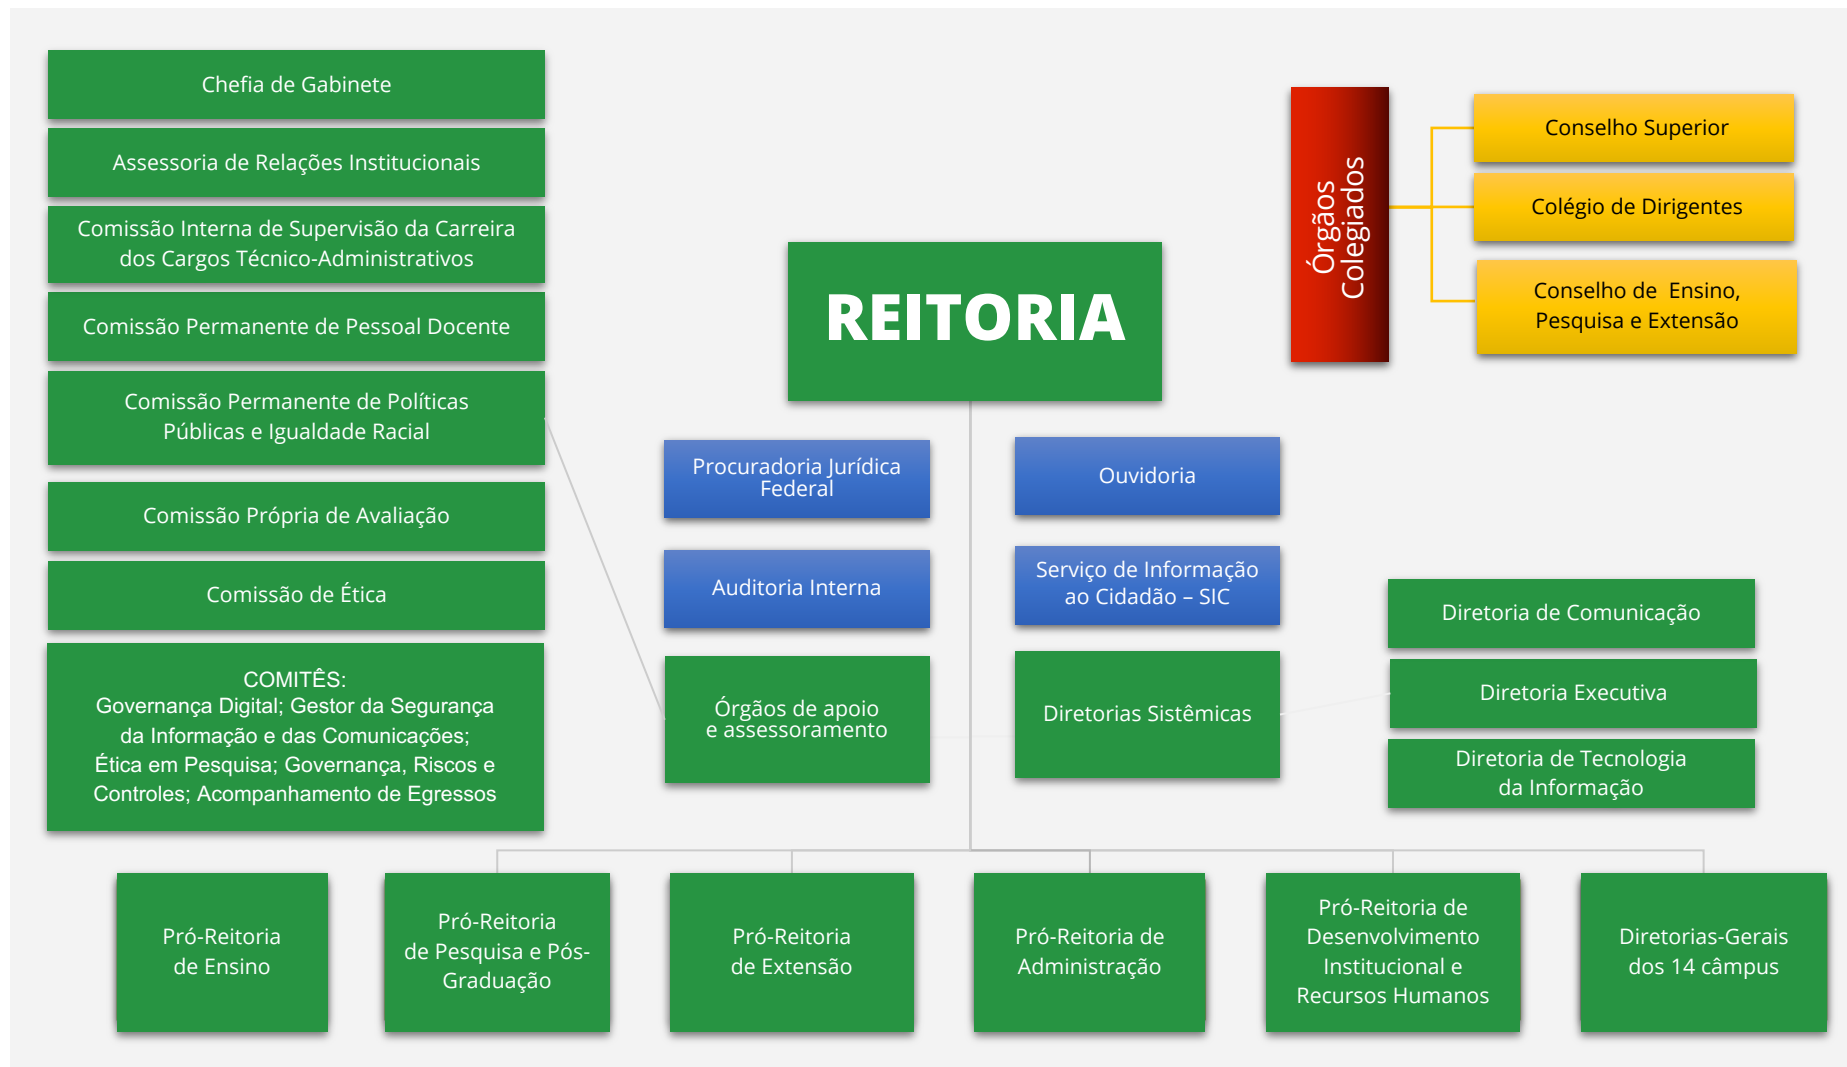 Chefia de Gabinete
Assessoria de Relações Institucionais
Comissão Interna de Supervisão da Carreira
dos Cargos Técnico-Administrativos
Comissão Permanente de Pessoal Docente
Comissão Permanente de Políticas
Públicas e Igualdade Racial
Comissão Própria de Avaliação
Comissão de Ética
COMITÊS:
Governança Digital; Gestor da Segurança
da Informação e das Comunicações;
Ética em Pesquisa; Governança, Riscos e
Controles; Acompanhamento de Egressos
REITORIA
Órgãos
Colegiados
Conselho Superior
Colégio de Dirigentes
Conselho de Ensino,
Pesquisa e Extensão
Procuradoria Jurídica
Federal
Ouvidoria
Auditoria Interna
Serviço de Informação
ao Cidadão – SIC
Órgãos de apoio
e assessoramento
Diretorias Sistêmicas
Diretoria de Comunicação
Diretoria Executiva
Diretoria de Tecnologia
da Informação
Pró-Reitoria
de Ensino
Pró-Reitoria
de Pesquisa e Pós-
Graduação
Pró-Reitoria
de Extensão
Pró-Reitoria de
Administração
Pró-Reitoria de
Desenvolvimento
Institucional e
Recursos Humanos
Diretorias-Gerais
dos 14 câmpus